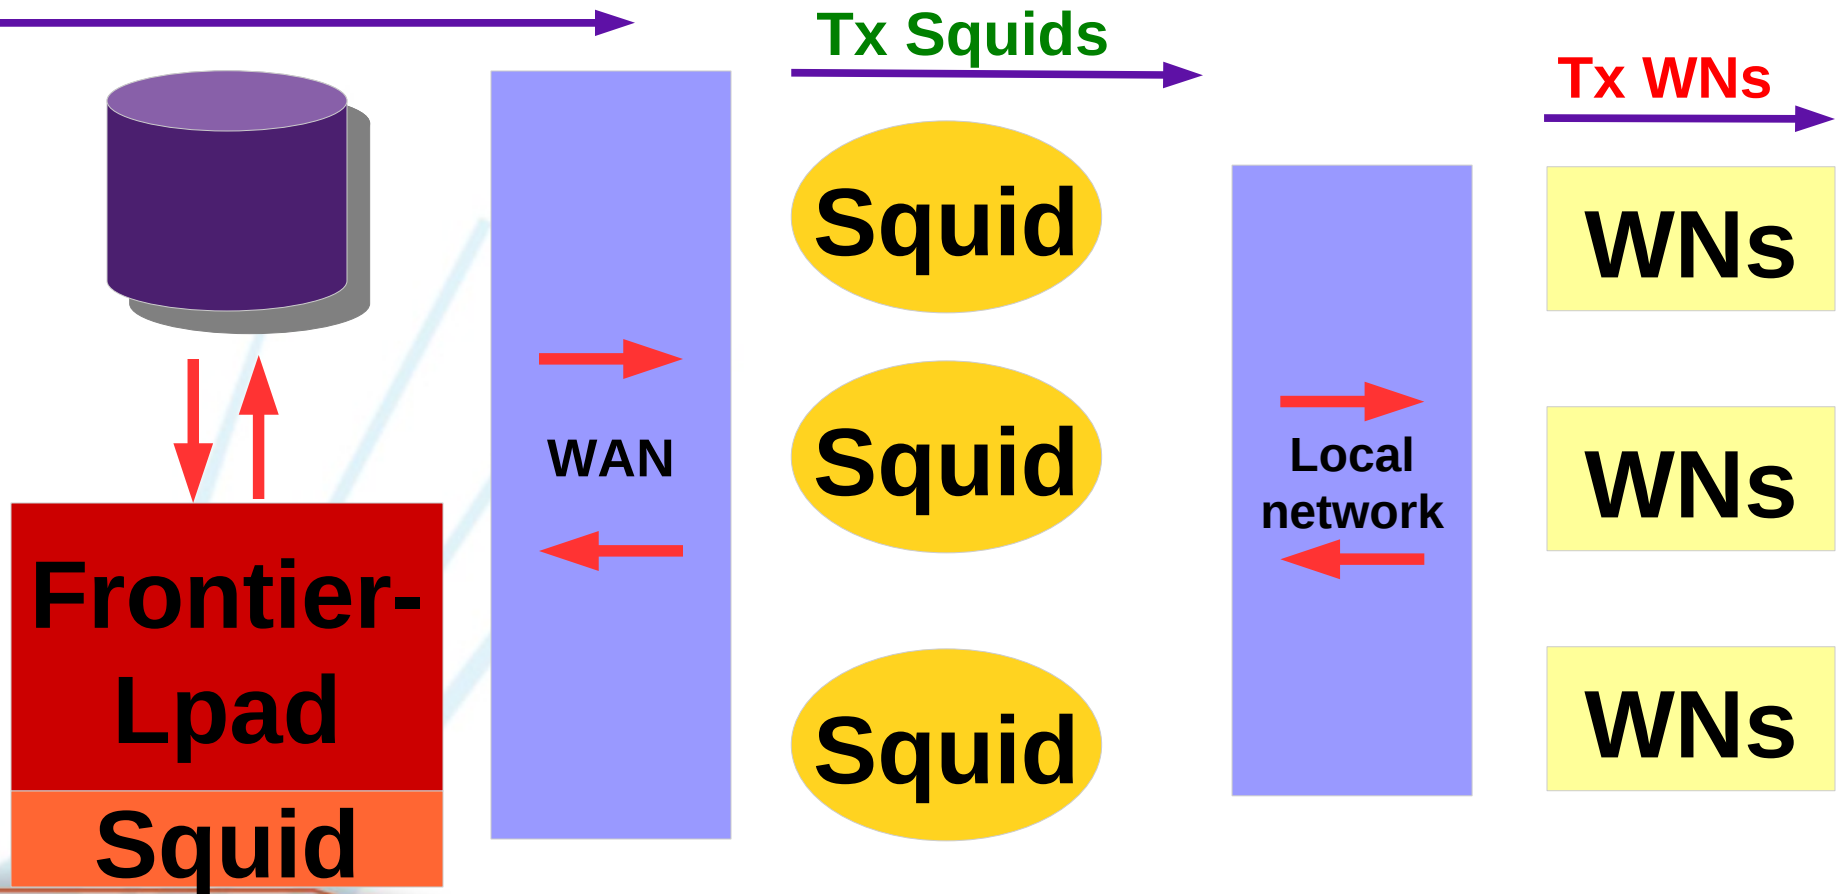 Tx Squids
Tx WNs
Squid
WNs
Squid
WAN
Local
network
WNs
Frontier-
Lpad
Squid
WNs
Squid